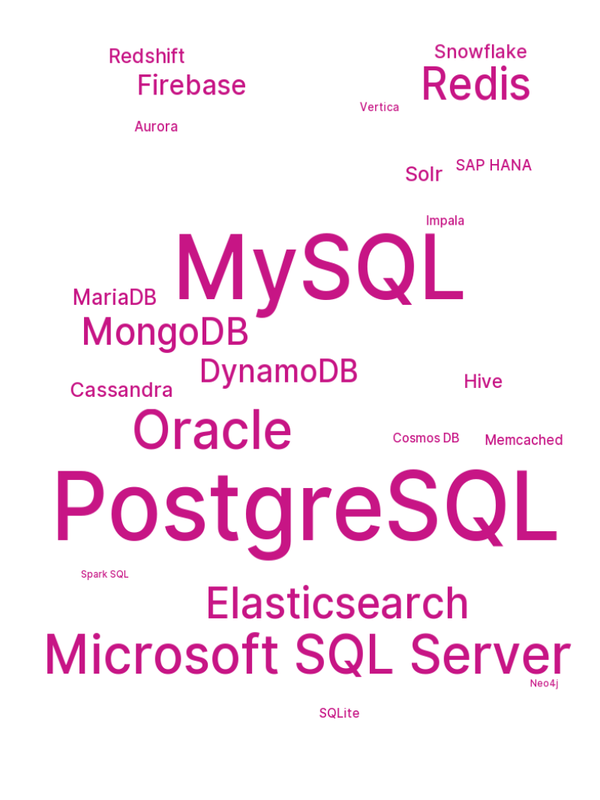 Redshift
Snowflake
Firebase
Redis
Vertica
Aurora
Solr
SAP HANA
Impala
MySQL
MariaDB
MongoDB
DynamoDB
Hive
Cassandra
Oracle
Cosmos DB
Memcached
PostgreSQL
Spark SQL
Elasticsearch
Microsoft SQL Server
Neo4j
SQLite